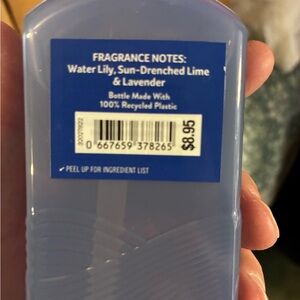 FRAGRANCE NOTES:
Water Lily, Sun-Drenched Lime
& Lavender
Bottle Made With
100% Recycled Plastic
0 667659 378265
$8.95
✓ PEEL UP FOR INGREDIENT LIST